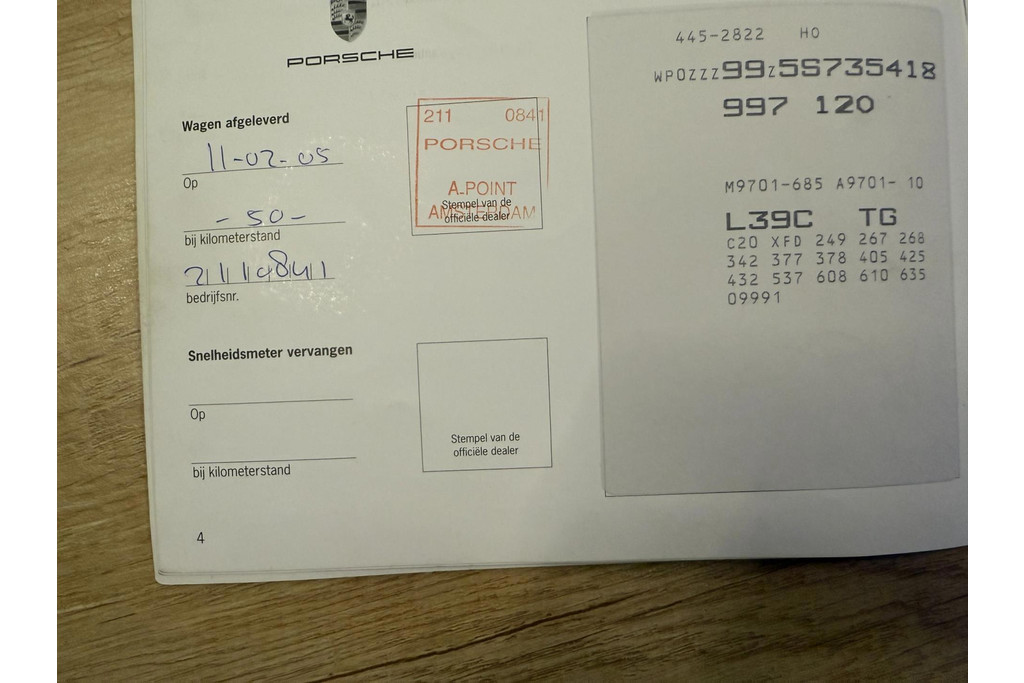 PORSCHE
Wagen afgeleverd
11-02-05
Op
- 50 -
bij kilometerstand
bedrijfsnr.
211 0841
PORSCHE
A-POINT
AMSTERDAM
Stempel van de
officiële dealer
Snelheidsmeter vervangen
Op
bij kilometerstand
Stempel van de
officiële dealer
4
445-2822 H0
WP0ZZZ99Z5S735418
997 120
M9701-685 A9701- 10
L39C TG
C20 XFD 249 267 268
342 377 378 405 425
432 537 608 610 635
09991